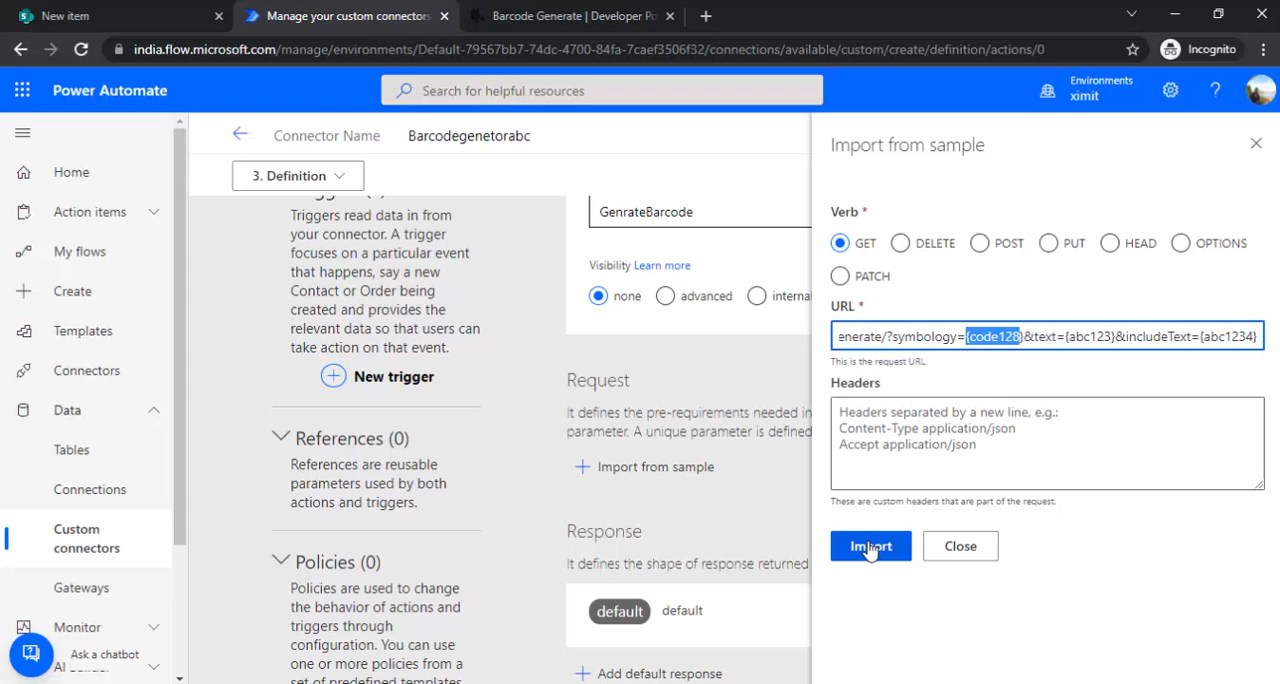 New item
Manage your custom connectors
Barcode Generate | Developer Po
india.flow.microsoft.com/manage/environments/Default-79567bb7-74dc-4700-84fa-7caef3506f32/connections/available/custom/create/definition/actions/0
Incognito
Power Automate
Search for helpful resources
Environments
ximit
Home
Action items
My flows
Create
Templates
Connectors
Data
Tables
Connections
Custom
connectors
Gateways
Monitor
Ask a chatbot
Connector Name
Barcodegenetorabc
3. Definition
Triggers read data in from
your connector. A trigger
focuses on a particular event
that happens, say a new
Contact or Order being
created and provides the
relevant data so that users can
take action on that event.
New trigger
References (0)
References are reusable
parameters used by both
actions and triggers.
Policies (0)
Policies are used to change
the behavior of actions and
triggers through
configuration. You can use
one or more policies from a
set of predefined templates
GenrateBarcode
Visibility Learn more
none
advanced
interna
Request
It defines the pre-requirements needed in
parameter. A unique parameter is defined
Import from sample
Response
It defines the shape of response returned
default
default
Add default response
Import from sample
Verb *
GET
DELETE
POST
PUT
HEAD
OPTIONS
PATCH
URL *
enerate/?symbology={code128}&text={abc123}&includeText={abc1234}
This is the request URL.
Headers
Headers separated by a new line, e.g.:
Content-Type application/json
Accept application/json
These are custom headers that are part of the request.
Import
Close